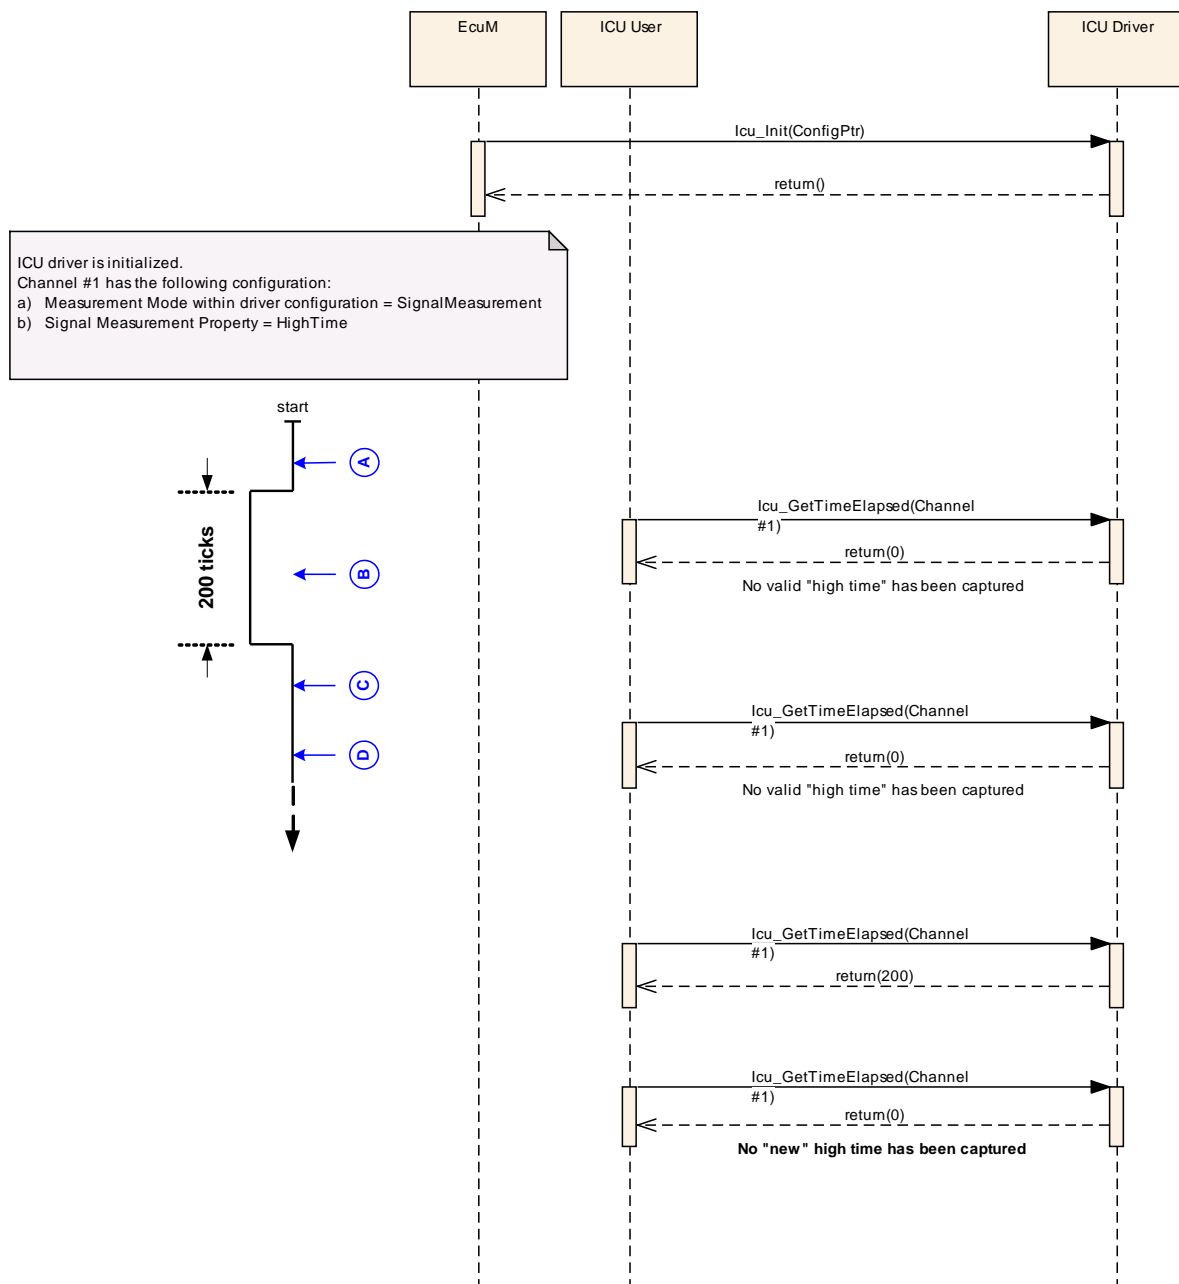 EcuM
ICU User
ICU Driver
Icu_Init(ConfigPtr)
return()
ICU driver is initialized.
Channel #1 has the following configuration:
a) Measurement Mode within driver configuration = SignalMeasurement
b) Signal Measurement Property = HighTime
start
A
200 ticks
B
C
D
Icu_GetTimeElapsed(Channel
#1)
return(0)
No valid "high time" has been captured
Icu_GetTimeElapsed(Channel
#1)
return(0)
No valid "high time" has been captured
Icu_GetTimeElapsed(Channel
#1)
return(200)
Icu_GetTimeElapsed(Channel
#1)
return(0)
No "new" high time has been captured